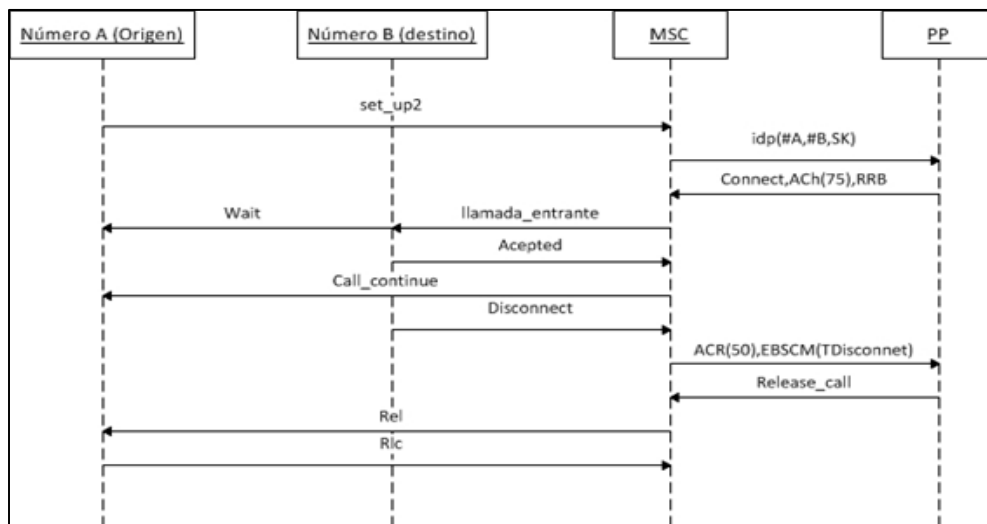 Número A (Origen)
Número B (destino)
MSC
PP
set_up2
idp(#A,#B,SK)
Connect,ACh(75),RRB
Wait
llamada_entrante
Acepted
Call_continue
Disconnect
ACR(50),EBSCM(TDisconnet)
Release_call
Rel
Rlc